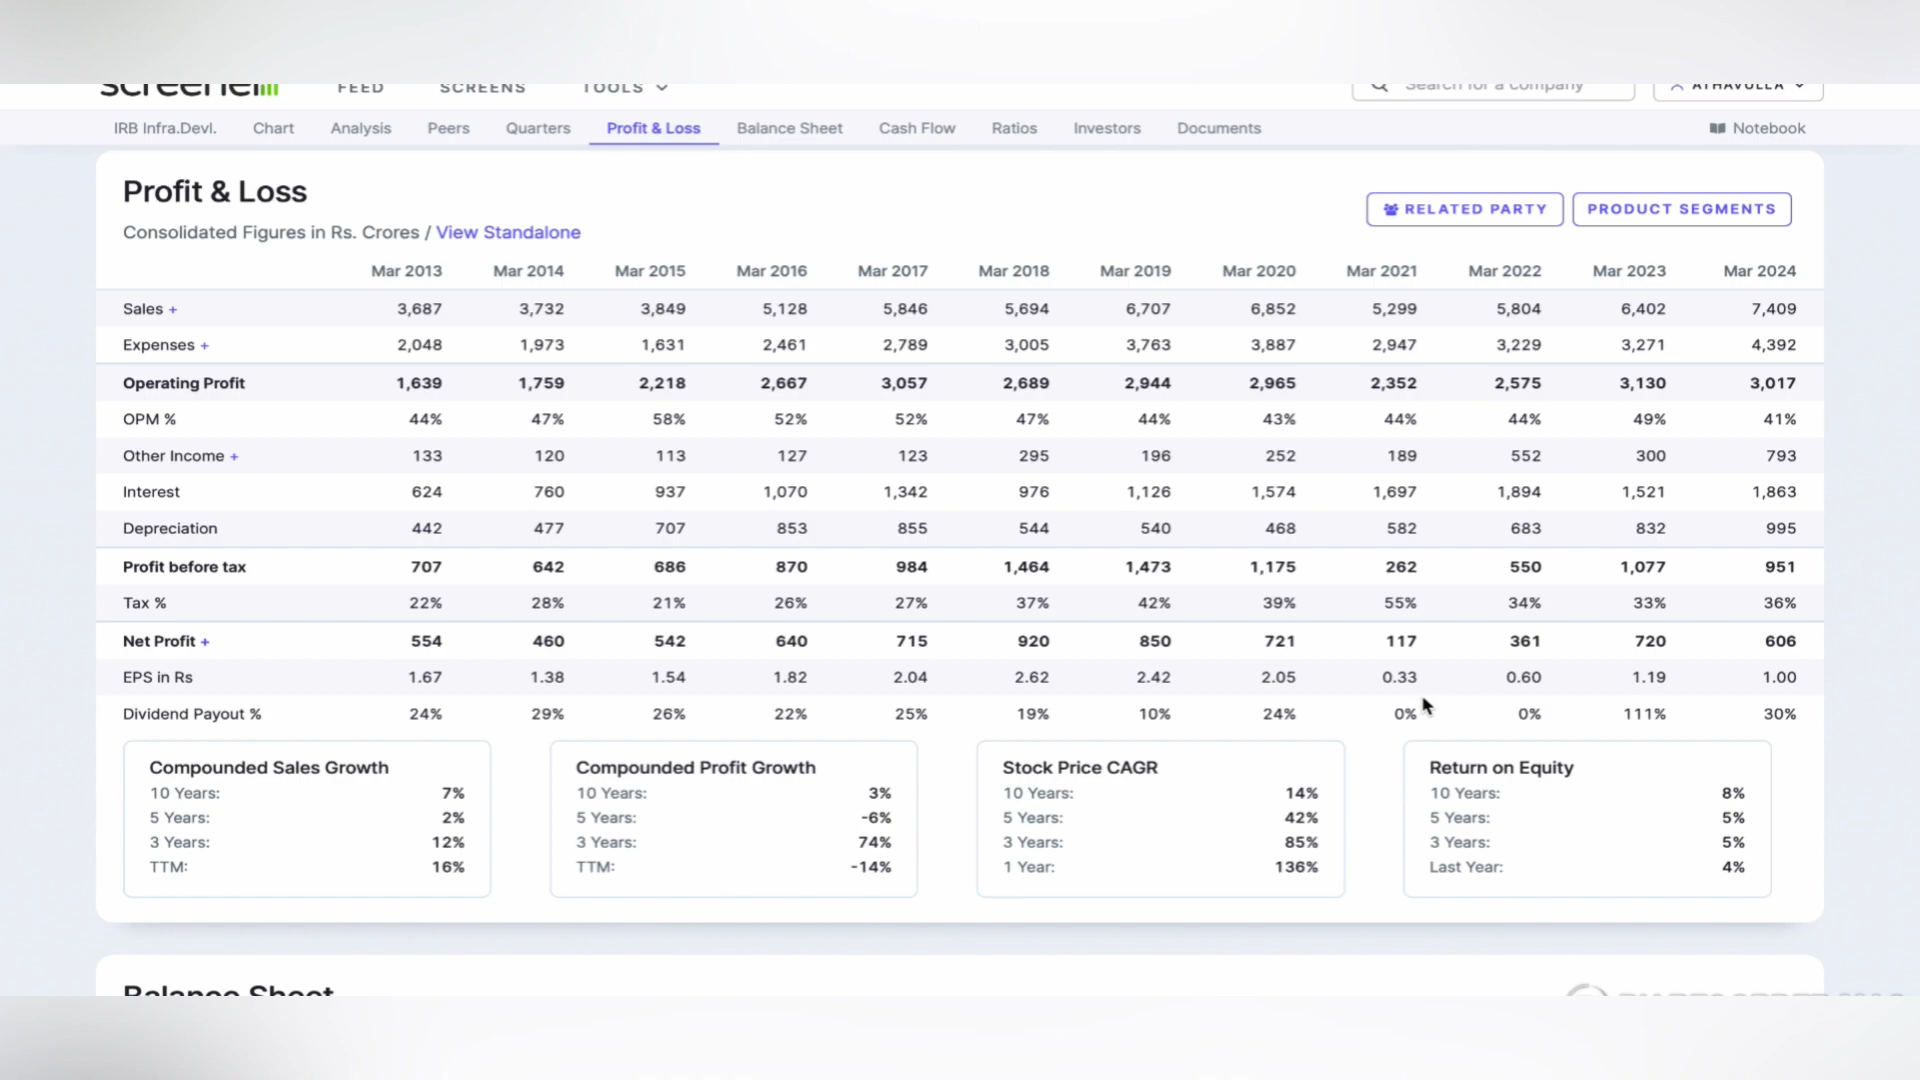 screener
FEED SCREENS TOOLS
Search for a company
ATHAVULLA
IRB Infra.Devl. Chart Analysis Peers Quarters Profit & Loss Balance Sheet Cash Flow Ratios Investors Documents Notebook
Profit & Loss
RELATED PARTY PRODUCT SEGMENTS
Consolidated Figures in Rs. Crores / View Standalone
Mar 2013 Mar 2014 Mar 2015 Mar 2016 Mar 2017 Mar 2018 Mar 2019 Mar 2020 Mar 2021 Mar 2022 Mar 2023 Mar 2024
Sales + 3,687 3,732 3,849 5,128 5,846 5,694 6,707 6,852 5,299 5,804 6,402 7,409
Expenses + 2,048 1,973 1,631 2,461 2,789 3,005 3,763 3,887 2,947 3,229 3,271 4,392
Operating Profit 1,639 1,759 2,218 2,667 3,057 2,689 2,944 2,965 2,352 2,575 3,130 3,017
OPM % 44% 47% 58% 52% 52% 47% 44% 43% 44% 44% 49% 41%
Other Income + 133 120 113 127 123 295 196 252 189 552 300 793
Interest 624 760 937 1,070 1,342 976 1,126 1,574 1,697 1,894 1,521 1,863
Depreciation 442 477 707 853 855 544 540 468 582 683 832 995
Profit before tax 707 642 686 870 984 1,464 1,473 1,175 262 550 1,077 951
Tax % 22% 28% 21% 26% 27% 37% 42% 39% 55% 34% 33% 36%
Net Profit + 554 460 542 640 715 920 850 721 117 361 720 606
EPS in Rs 1.67 1.38 1.54 1.82 2.04 2.62 2.42 2.05 0.33 0.60 1.19 1.00
Dividend Payout % 24% 29% 26% 22% 25% 19% 10% 24% 0% 0% 111% 30%
Compounded Sales Growth
10 Years: 7%
5 Years: 2%
3 Years: 12%
TTM: 16%
Compounded Profit Growth
10 Years: 3%
5 Years: -6%
3 Years: 74%
TTM: -14%
Stock Price CAGR
10 Years: 14%
5 Years: 42%
3 Years: 85%
1 Year: 136%
Return on Equity
10 Years: 8%
5 Years: 5%
3 Years: 5%
Last Year: 4%
Balance Sheet